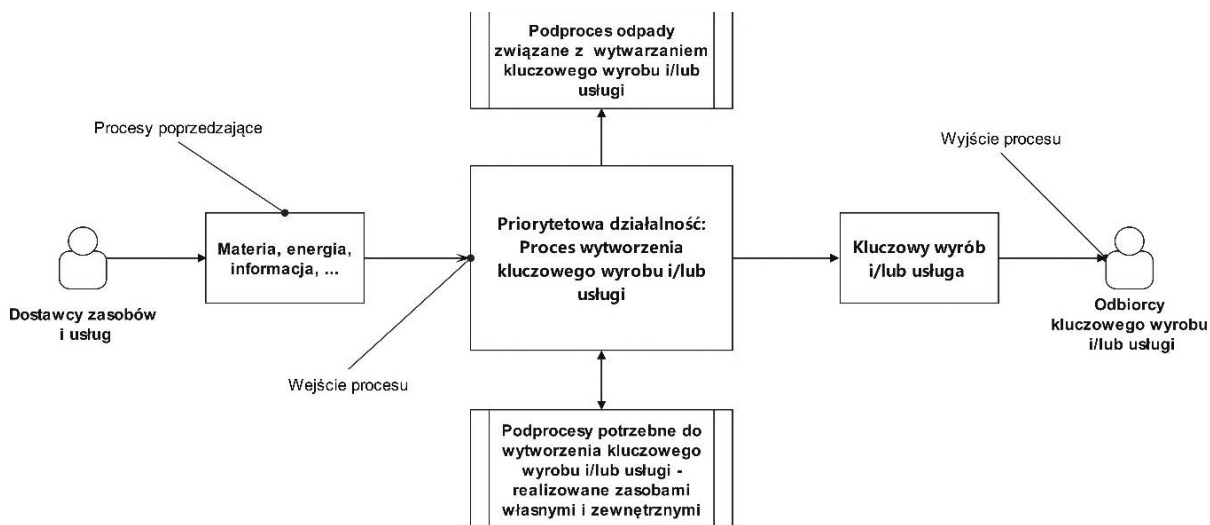 Podproces odpady
związane z wytwarzaniem
kluczowego wyrobu i/lub
usługi
Procesy poprzedzające
Wyjście procesu
Materia, energia,
informacja, ...
Priorytetowa działalność:
Proces wytworzenia
kluczowego wyrobu i/lub
usługi
Kluczowy wyrób
i/lub usługa
Dostawcy zasobów
i usług
Odbiorcy
kluczowego wyrobu
i/lub usługi
Wejście procesu
Podprocesy potrzebne do
wytworzenia kluczowego
wyrobu i/lub usługi -
realizowane zasobami
własnymi i zewnętrznymi